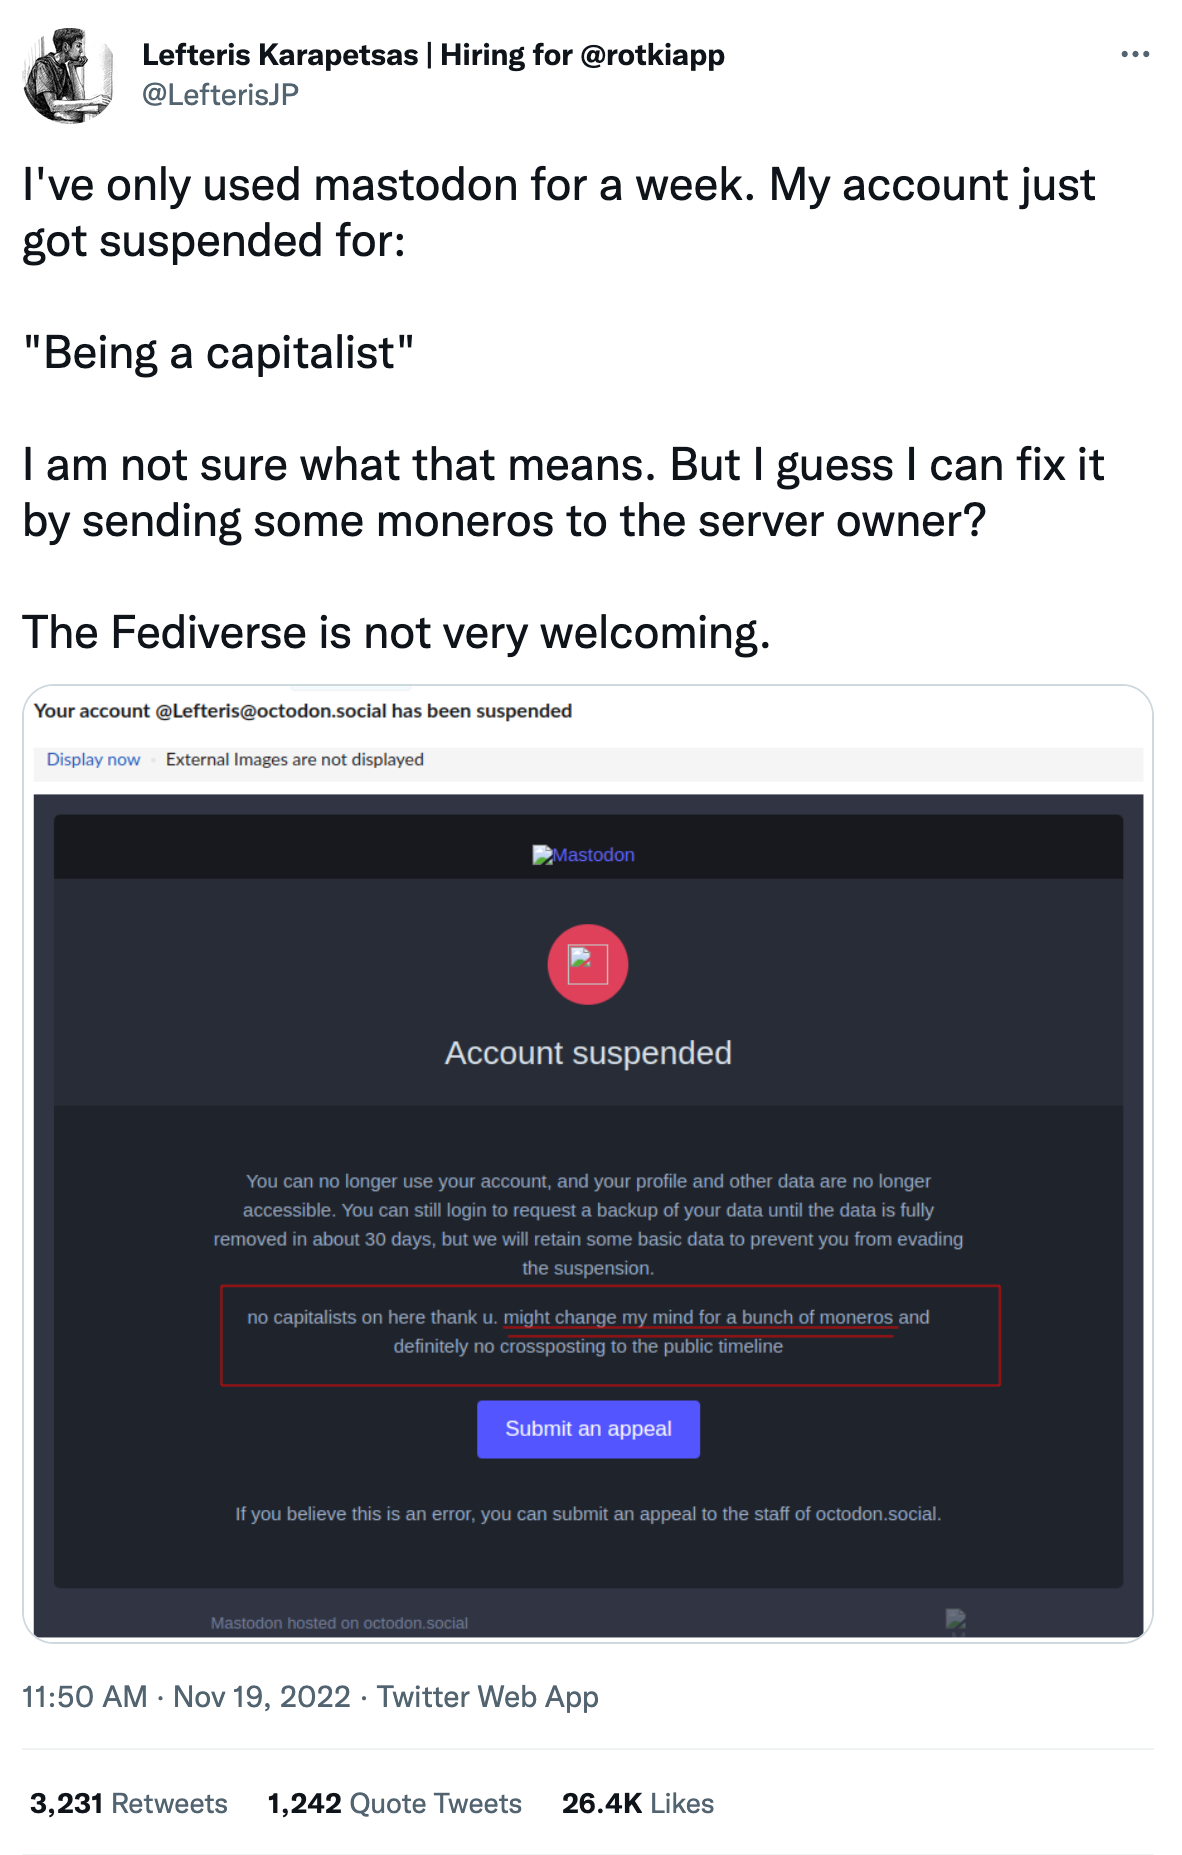 Lefteris Karapetsas | Hiring for @rotkiapp
@LefterisJP
I've only used mastodon for a week. My account just
got suspended for:
"Being a capitalist"
I am not sure what that means. But I guess I can fix it
by sending some moneros to the server owner?
The Fediverse is not very welcoming.
Your account @Lefteris@octodon.social has been suspended
Display now External Images are not displayed
Mastodon
Account suspended
You can no longer use your account, and your profile and other data are no longer
accessible. You can still login to request a backup of your data until the data is fully
removed in about 30 days, but we will retain some basic data to prevent you from evading
the suspension.
no capitalists on here thank u. might change my mind for a bunch of moneros and
definitely no crossposting to the public timeline
Submit an appeal
If you believe this is an error, you can submit an appeal to the staff of octodon.social.
Mastodon hosted on octodon.social
11:50 AM · Nov 19, 2022 · Twitter Web App
3,231 Retweets 1,242 Quote Tweets 26.4K Likes